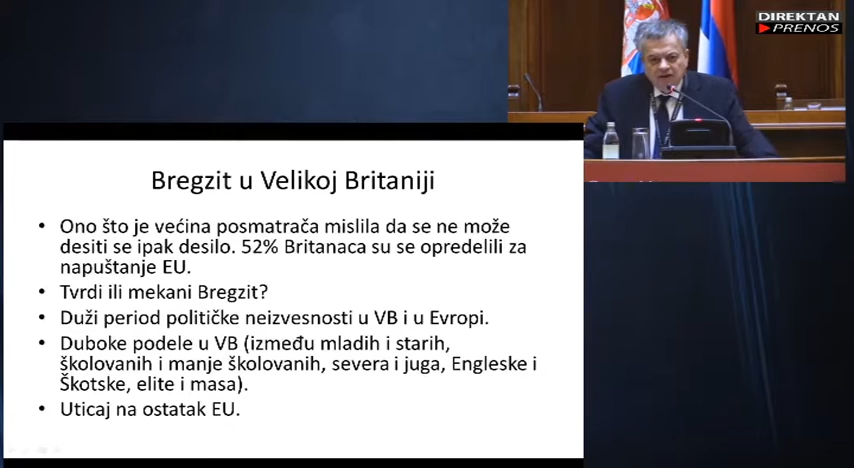 DIREKTAN
PRENOS
Bregzit u Velikoj Britaniji
• Ono što je većina posmatrača mislila da se ne može
desiti se ipak desilo. 52% Britanaca su se opredelili za
napuštanje EU.
• Tvrdi ili mekani Bregzit?
• Duži period političke neizvesnosti u VB i u Evropi.
• Duboke podele u VB (između mladih i starih,
školovanih i manje školovanih, severa i juga, Engleske i
Škotske, elite i masa).
• Uticaj na ostatak EU.